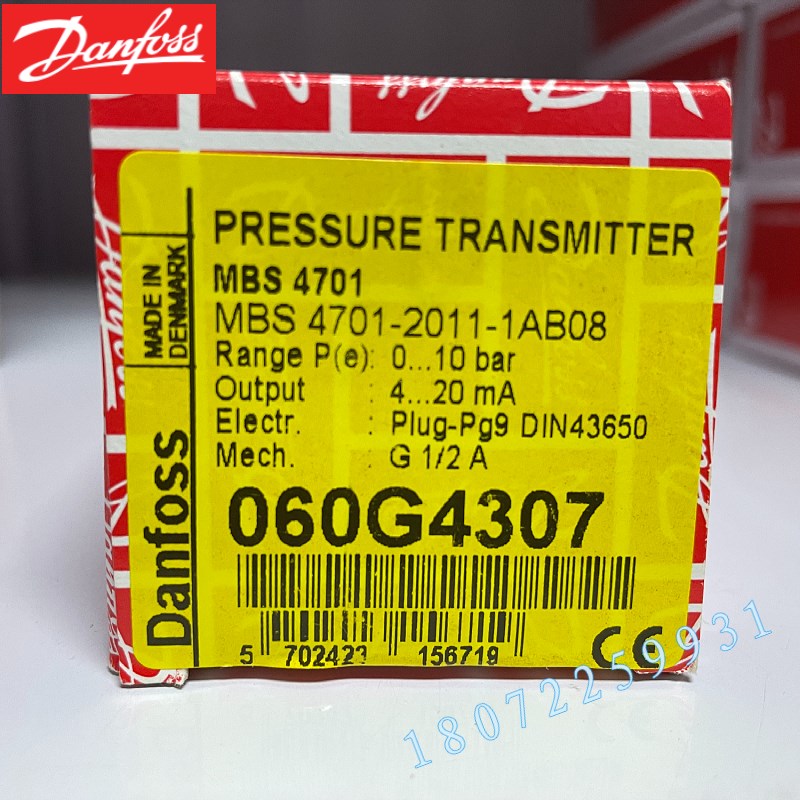 Danfoss
MADE IN
DENMARK
Danfoss
PRESSURE TRANSMITTER
MBS 4701
MBS 4701-2011-1AB08
Range P(e): 0...10 bar
Output : 4...20 mA
Electr. : Plug-Pg9 DIN43650
Mech. : G 1/2 A
060G4307
5 702423 156719
CE
18072259931